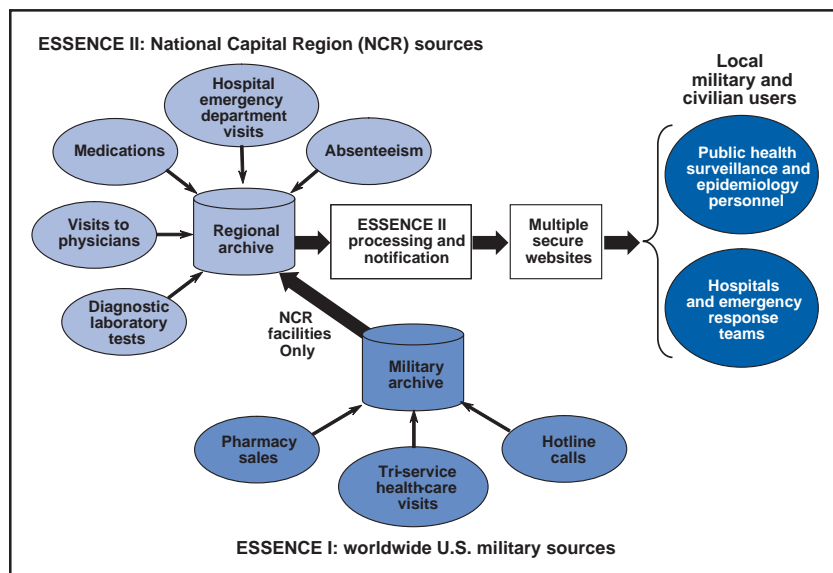 ESSENCE II: National Capital Region (NCR) sources
Local
military and
civilian users
Hospital
emergency
department
visits
Medications
Absenteeism
Public health
surveillance and
epidemiology
personnel
Visits to
physicians
Regional
archive
ESSENCE II
processing and
notification
Multiple
secure
websites
Diagnostic
laboratory
tests
NCR
facilities
Only
Hospitals
and emergency
response
teams
Military
archive
Pharmacy
sales
Tri-service
health-care
visits
Hotline
calls
ESSENCE I: worldwide U.S. military sources